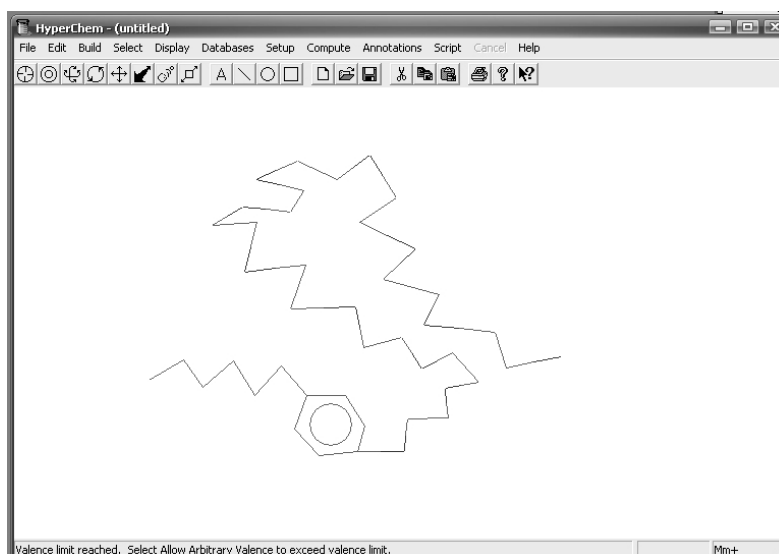 HyperChem - (untitled)
File Edit Build Select Display Databases Setup Compute Annotations Script Cancel Help
A
Valence limit reached. Select Allow Arbitrary Valence to exceed valence limit. Mm+